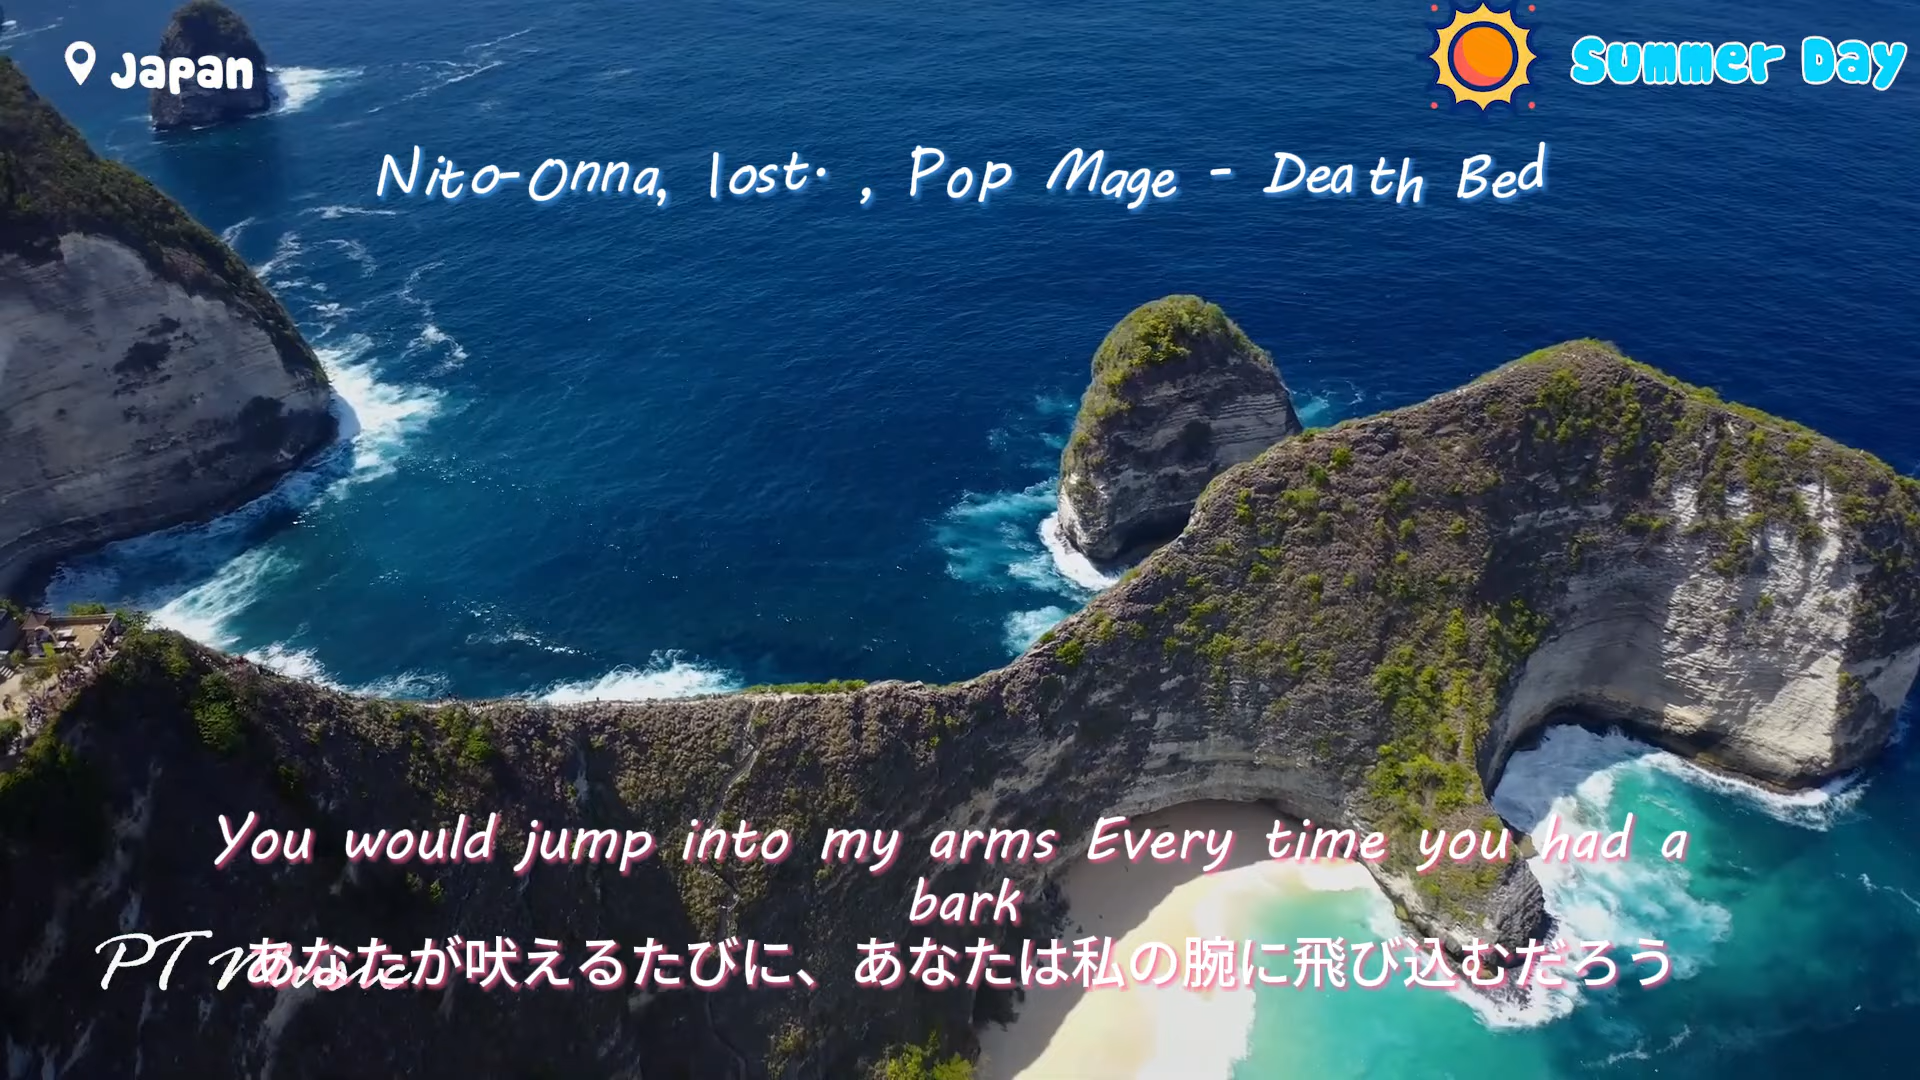 Japan
Summer Day
Nito-Onna, lost. , Pop Mage - Death Bed
You would jump into my arms Every time you had a
bark
あなたが吠えるたびに、あなたは私の腕に飛び込むだろう
PT Music